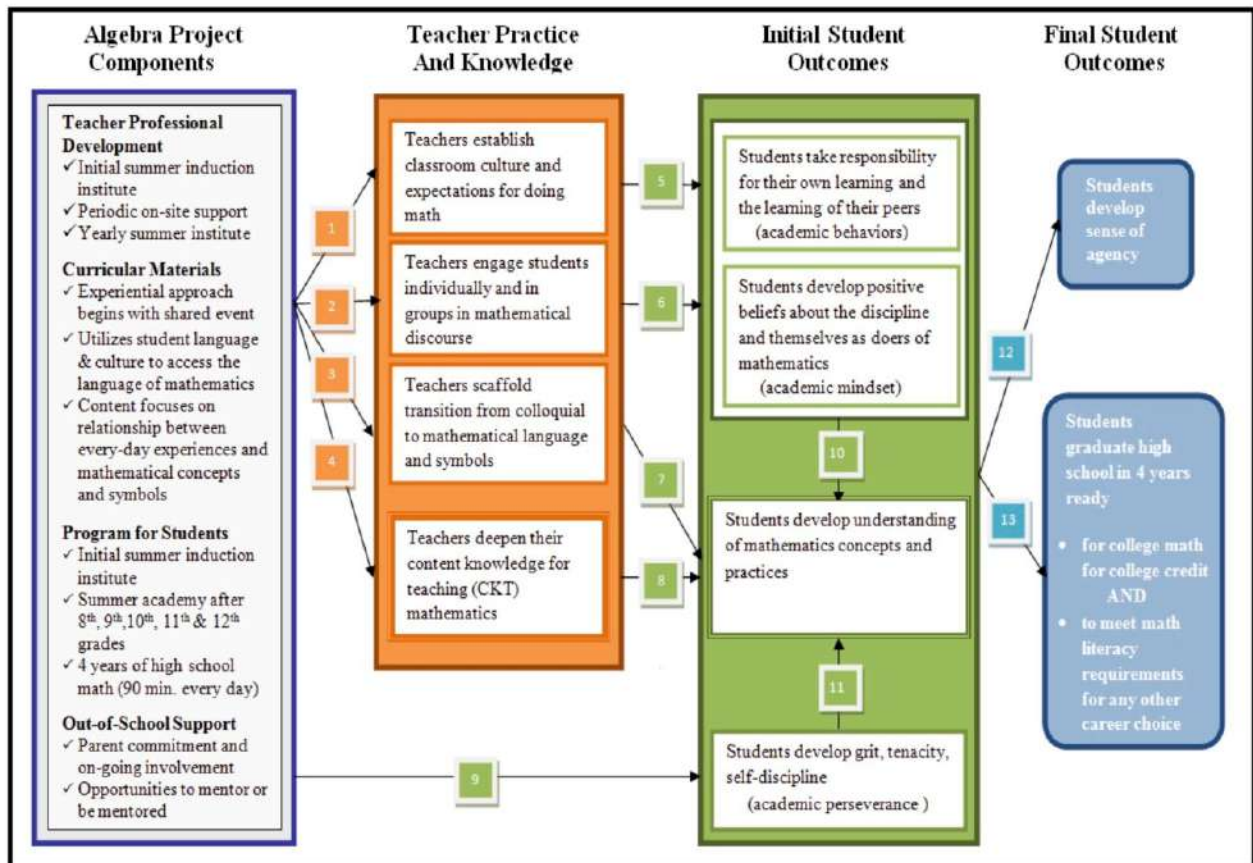 Algebra Project
Components
Teacher Practice
And Knowledge
Initial Student
Outcomes
Final Student
Outcomes
Teacher Professional
Development
✓ Initial summer induction
institute
✓ Periodic on-site support
✓ Yearly summer institute
Curricular Materials
✓ Experiential approach
begins with shared event
✓ Utilizes student language
& culture to access the
language of mathematics
✓ Content focuses on
relationship between
every-day experiences and
mathematical concepts
and symbols
Program for Students
✓ Initial summer induction
institute
✓ Summer academy after
8th, 9th,10th, 11th & 12th
grades
✓ 4 years of high school
math (90 min. every day)
Out-of-School Support
✓ Parent commitment and
on-going involvement
✓ Opportunities to mentor or
be mentored
1
2
3
4
Teachers establish
classroom culture and
expectations for doing
math
Teachers engage students
individually and in
groups in mathematical
discourse
Teachers scaffold
transition from colloquial
to mathematical language
and symbols
Teachers deepen their
content knowledge for
teaching (CKT)
mathematics
5
6
7
8
9
Students take responsibility
for their own learning and
the learning of their peers
(academic behaviors)
Students develop positive
beliefs about the discipline
and themselves as doers of
mathematics
(academic mindset)
10
Students develop understanding
of mathematics concepts and
practices
11
Students develop grit, tenacity,
self-discipline
(academic perseverance )
12
13
Students
develop
sense of
agency
Students
graduate high
school in 4 years
ready
• for college math
for college credit
AND
• to meet math
literacy
requirements
for any other
career choice